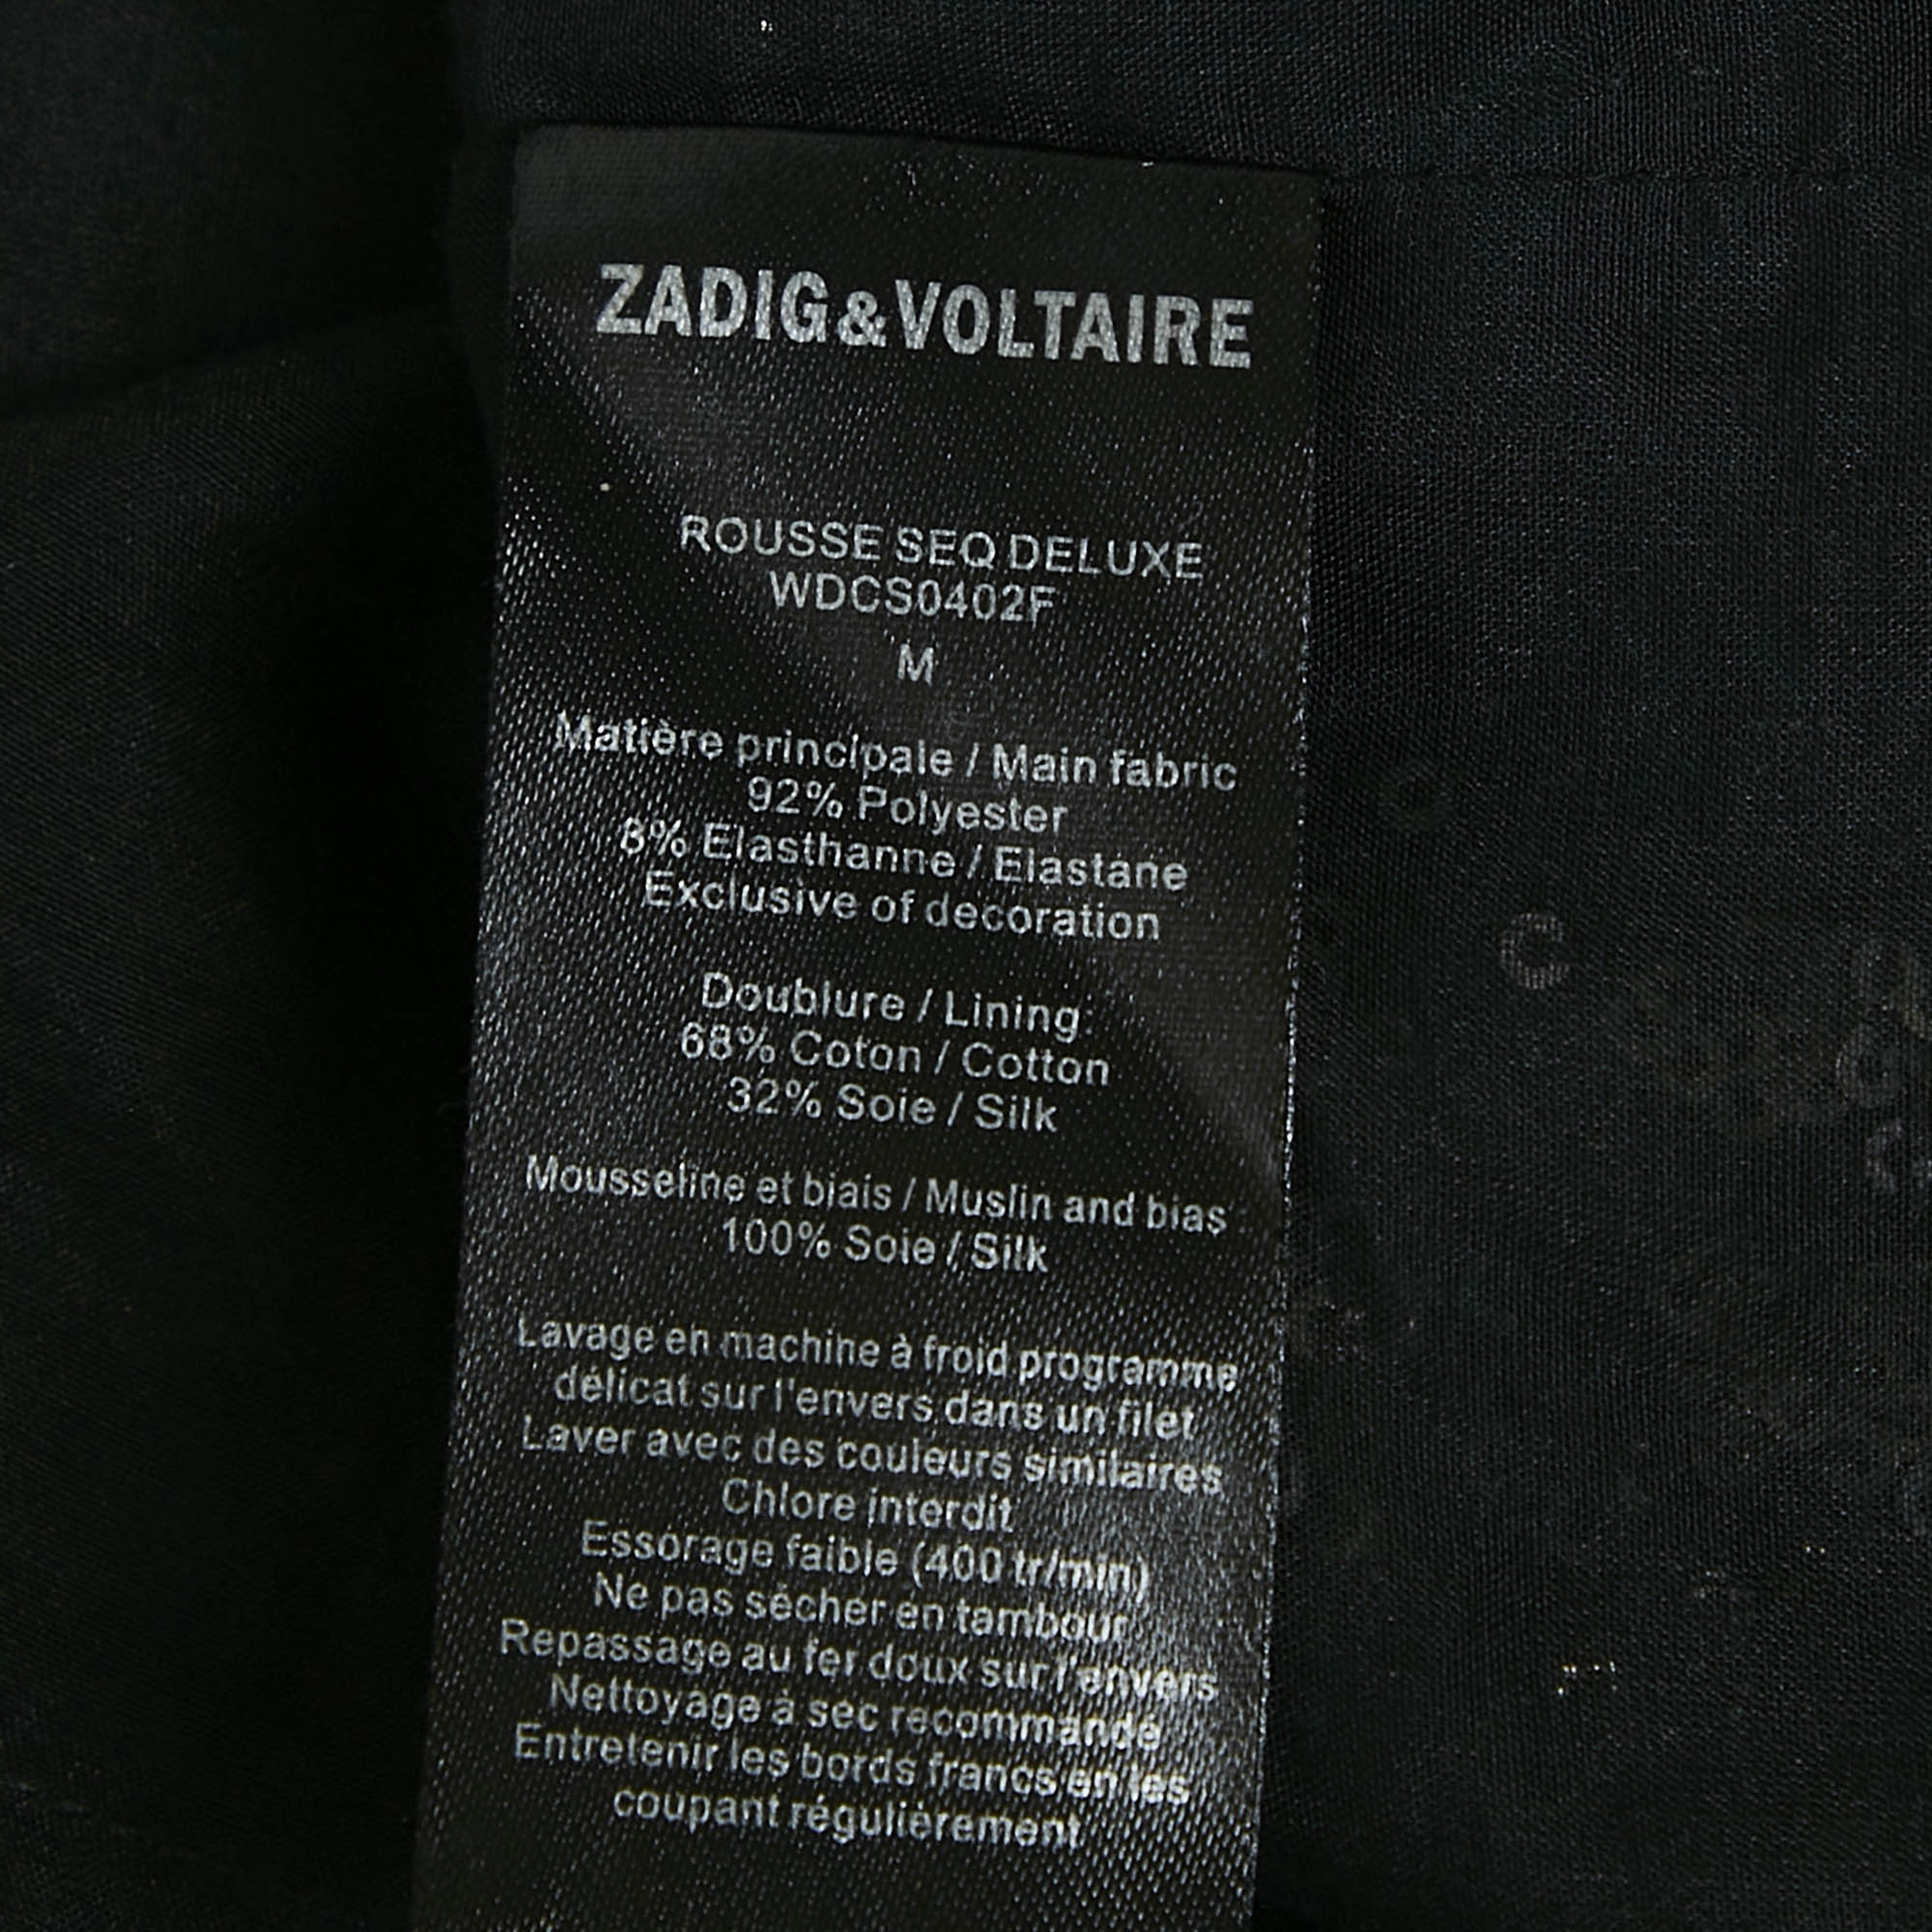 ZADIG&VOLTAIRE
ROUSSE SEQ DELUXE
WDCS0402F
M
Matière principale / Main fabric
92% Polyester
8% Elasthanne / Elastane
Exclusive of decoration
Doublure / Lining:
68% Coton / Cotton
32% Soie / Silk
Mousseline et biais / Muslin and bias
100% Soie / Silk
Lavage en machine à froid programme
délicat sur l'envers dans un filet
Laver avec des couleurs similaires
Chlore interdit
Essorage faible (400 tr/min)
Ne pas sécher en tambour
Repassage au fer doux sur l'envers
Nettoyage à sec recommandé
Entretenir les bords francs en les
coupant régulièrement